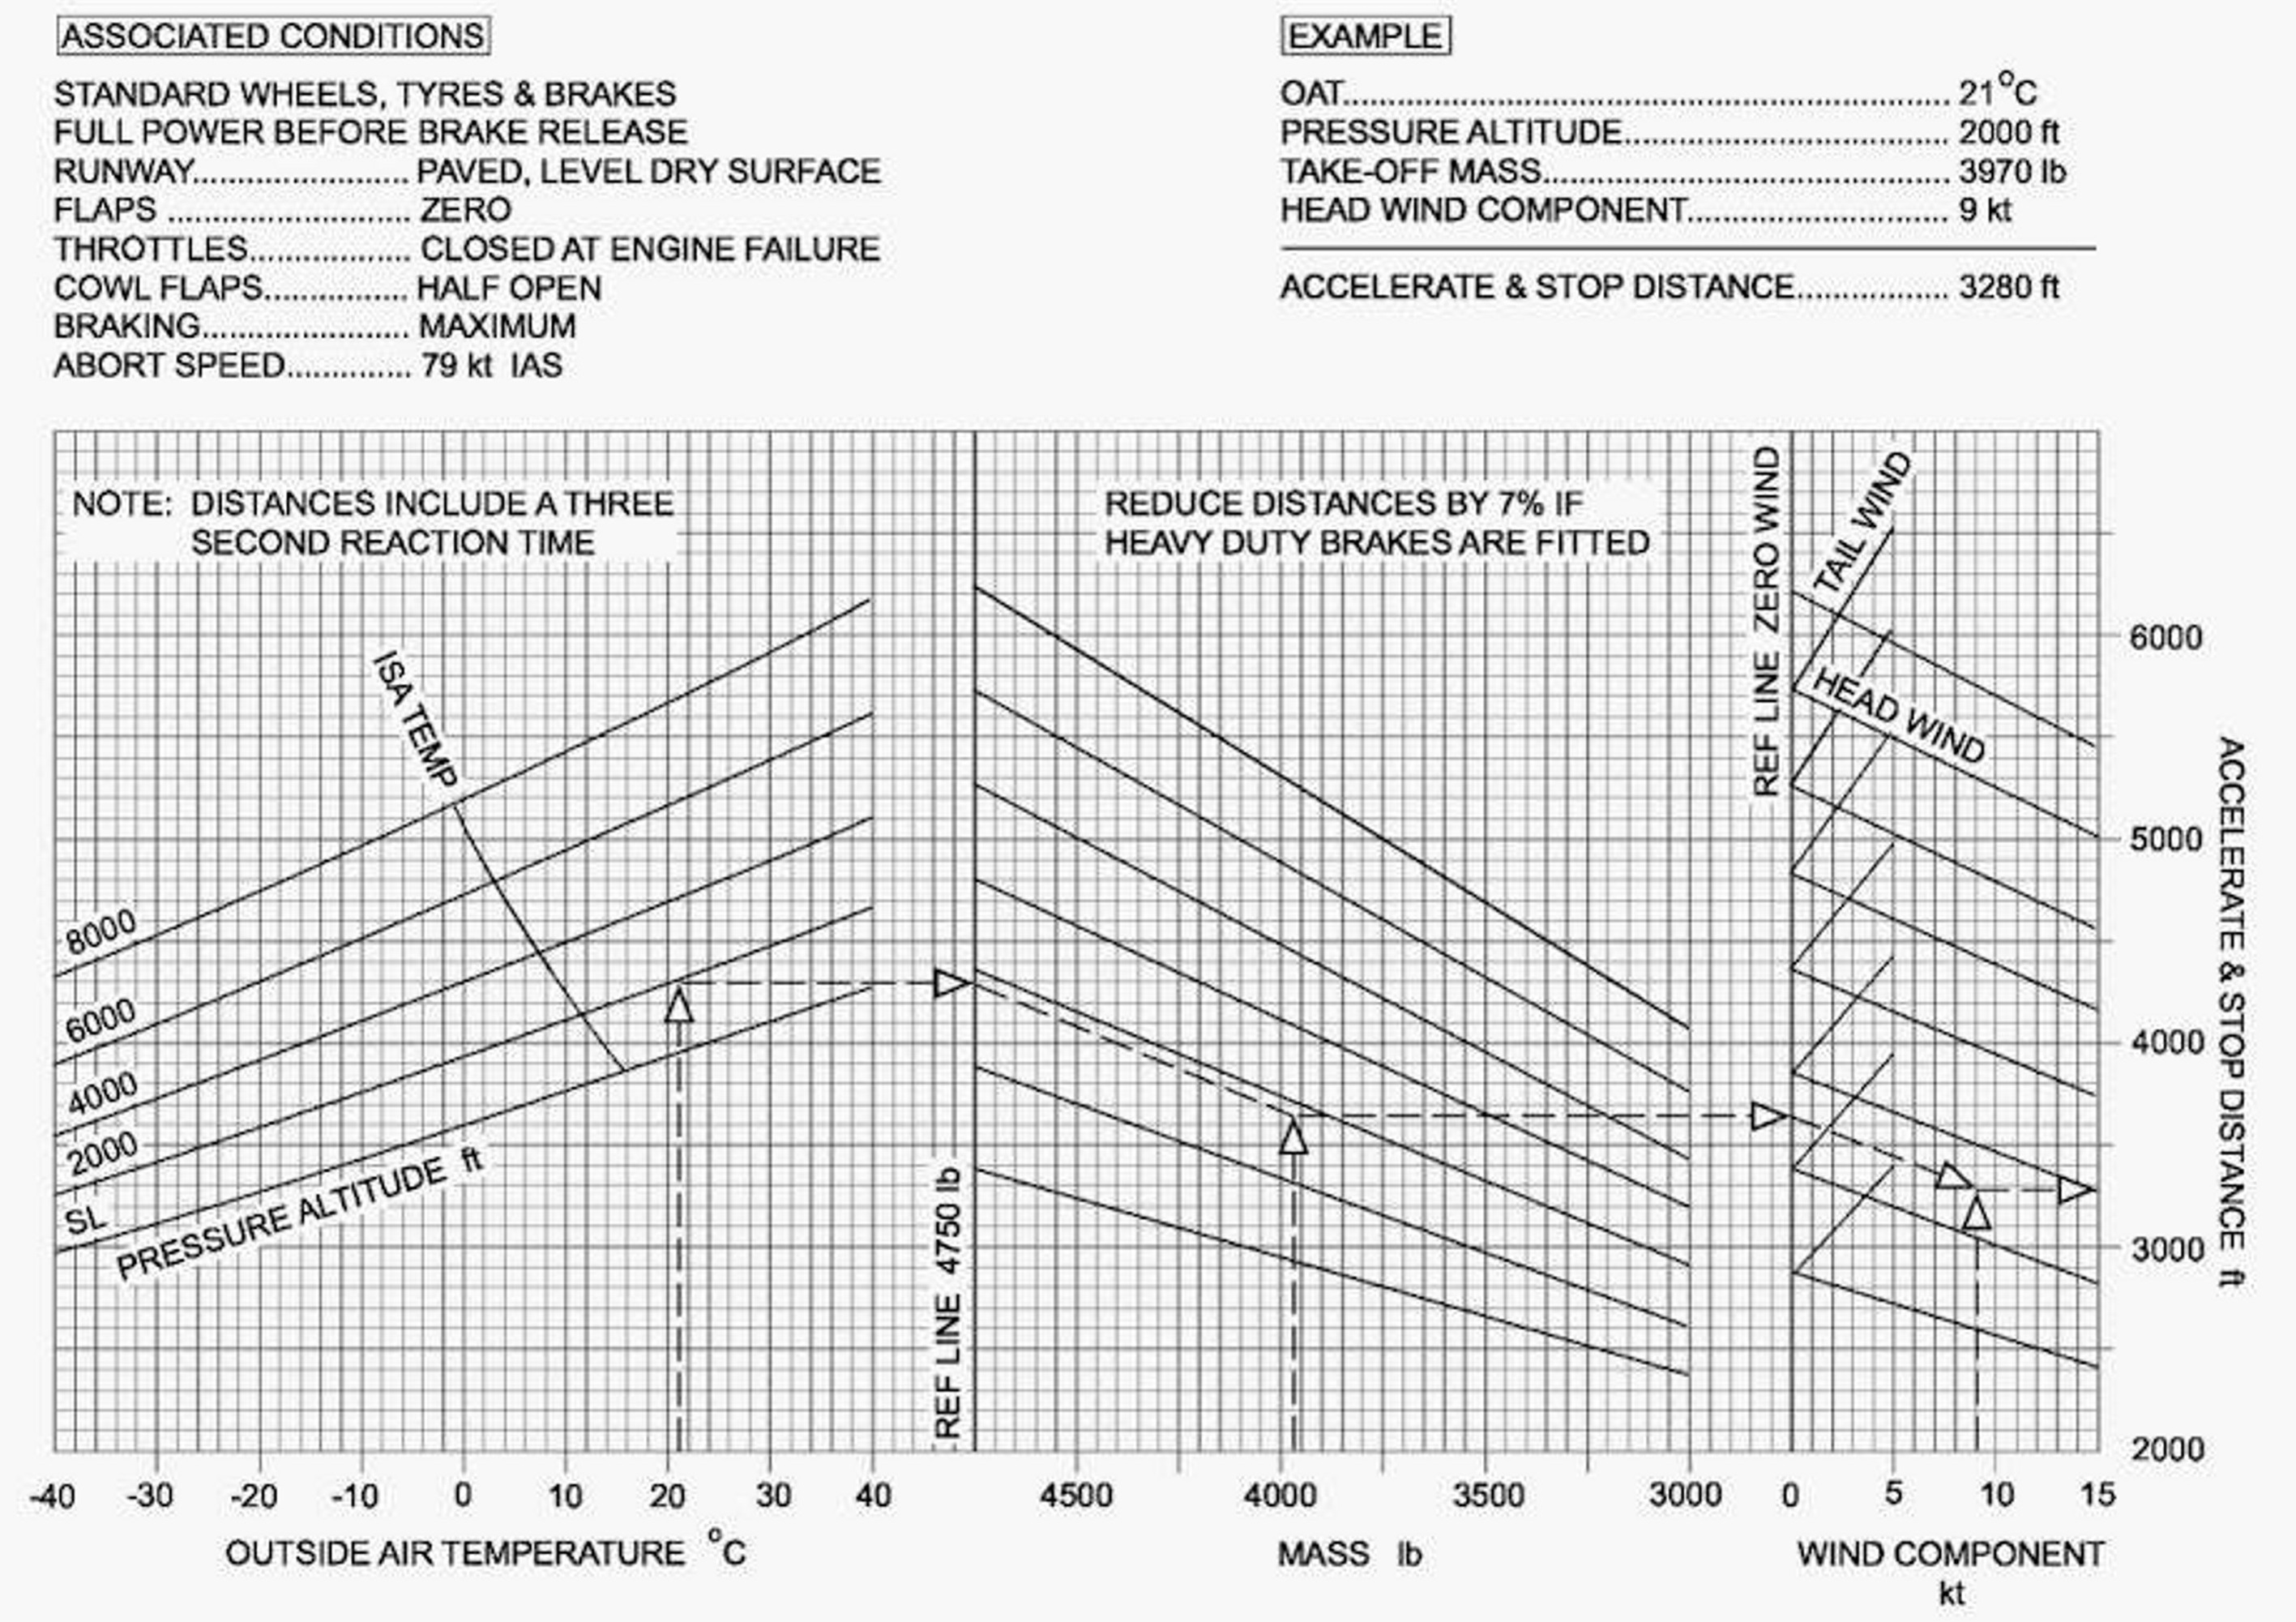 ASSOCIATED CONDITIONS
STANDARD WHEELS, TYRES & BRAKES
FULL POWER BEFORE BRAKE RELEASE
RUNWAY........................ PAVED, LEVEL DRY SURFACE
FLAPS ........................... ZERO
THROTTLES.................. CLOSED AT ENGINE FAILURE
COWL FLAPS................ HALF OPEN
BRAKING....................... MAXIMUM
ABORT SPEED.............. 79 kt IAS
EXAMPLE
OAT.................................................................... 21°C
PRESSURE ALTITUDE.................................... 2000 ft
TAKE-OFF MASS............................................. 3970 lb
HEAD WIND COMPONENT............................. 9 kt
ACCELERATE & STOP DISTANCE................. 3280 ft
NOTE: DISTANCES INCLUDE A THREE
SECOND REACTION TIME
REDUCE DISTANCES BY 7% IF
HEAVY DUTY BRAKES ARE FITTED
ISA TEMP
8000
6000
4000
2000
SL
PRESSURE ALTITUDE ft
REF LINE 4750 lb
REF LINE ZERO WIND
TAIL WIND
HEAD WIND
6000
5000
4000
3000
2000
ACCELERATE & STOP DISTANCE ft
-40 -30 -20 -10 0 10 20 30 40 4500 4000 3500 3000 0 5 10 15
OUTSIDE AIR TEMPERATURE °C
MASS lb
WIND COMPONENT
kt